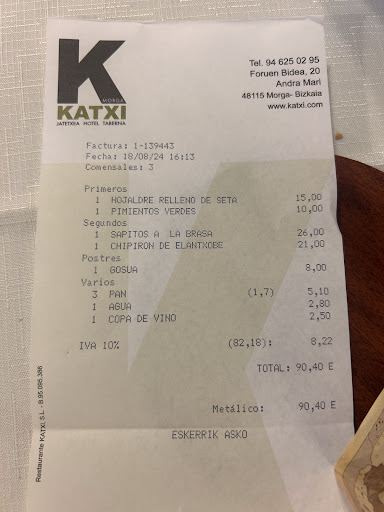 K
MORGA
KATXI
JATETXEA HOTEL TABERNA
Tel. 94 625 02 95
Foruen Bidea, 20
Andra Mari
48115 Morga- Bizkaia
www.katxi.com
Factura: 1-139443
Fecha: 18/08/24 16:13
Comensales: 3
Primeros
1 HOJALDRE RELLENO DE SETA 15,00
1 PIMIENTOS VERDES 10,00
Segundos
1 SAPITOS A LA BRASA 26,00
1 CHIPIRON DE ELANTXOBE 21,00
Postres
1 GOSUA 8,00
Varios
3 PAN (1,7) 5,10
1 AGUA 2,80
1 COPA DE VINO 2,50
IVA 10% (82,18): 8,22
TOTAL: 90,40 E
Metálico: 90,40 E
ESKERRIK ASKO
Restaurante KATXI, S.L. - B.95.086.366